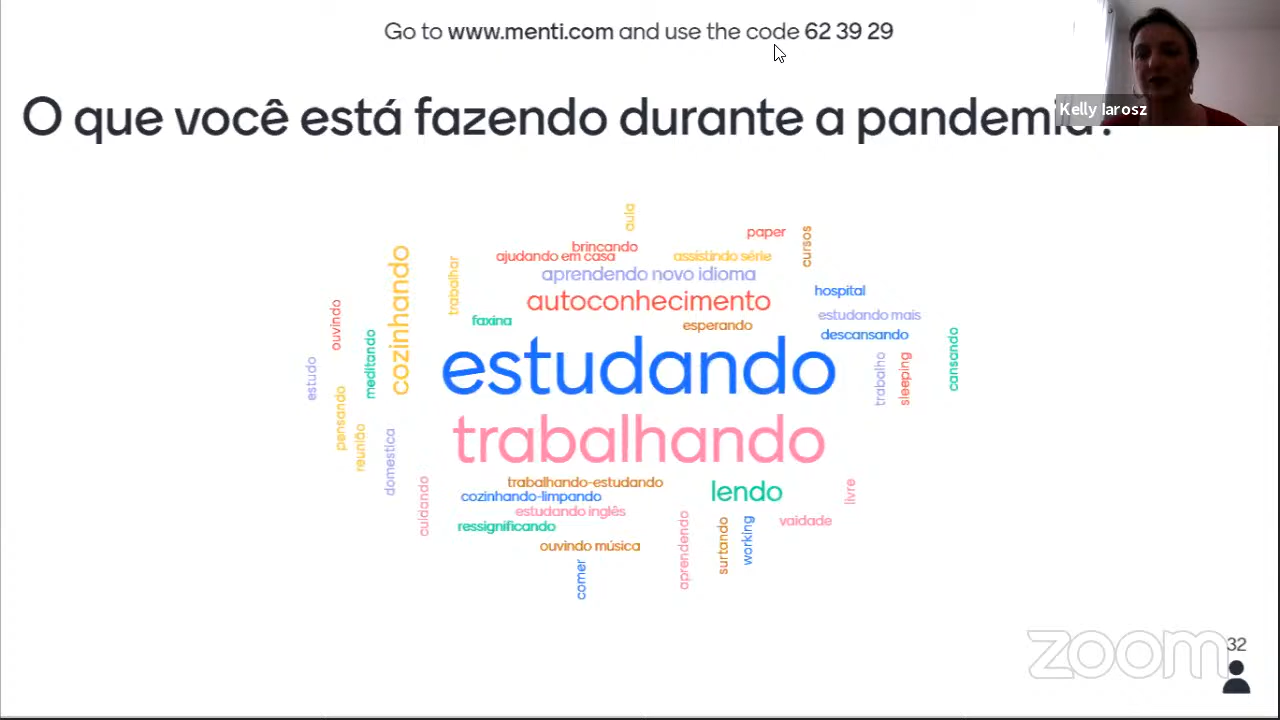 Go to www.menti.com and use the code 62 39 29
Kelly Iarosz
O que você está fazendo durante a pandemia?
aula
paper
cursos
brincando
ajudando em casa
assistindo série
aprendendo novo idioma
cozinhando
trabalhar
autoconhecimento
hospital
ouvindo
faxina
esperando
estudando mais
descansando
meditando
estudando
cansando
estudo
trabalho
sleeping
pensando
reunião
domestica
trabalhando
trabalhando-estudando
lendo
livre
cozinhando-limpando
cuidando
estudando inglês
vaidade
ressignificando
aprendendo
surtando
working
ouvindo música
comer
zoom
32